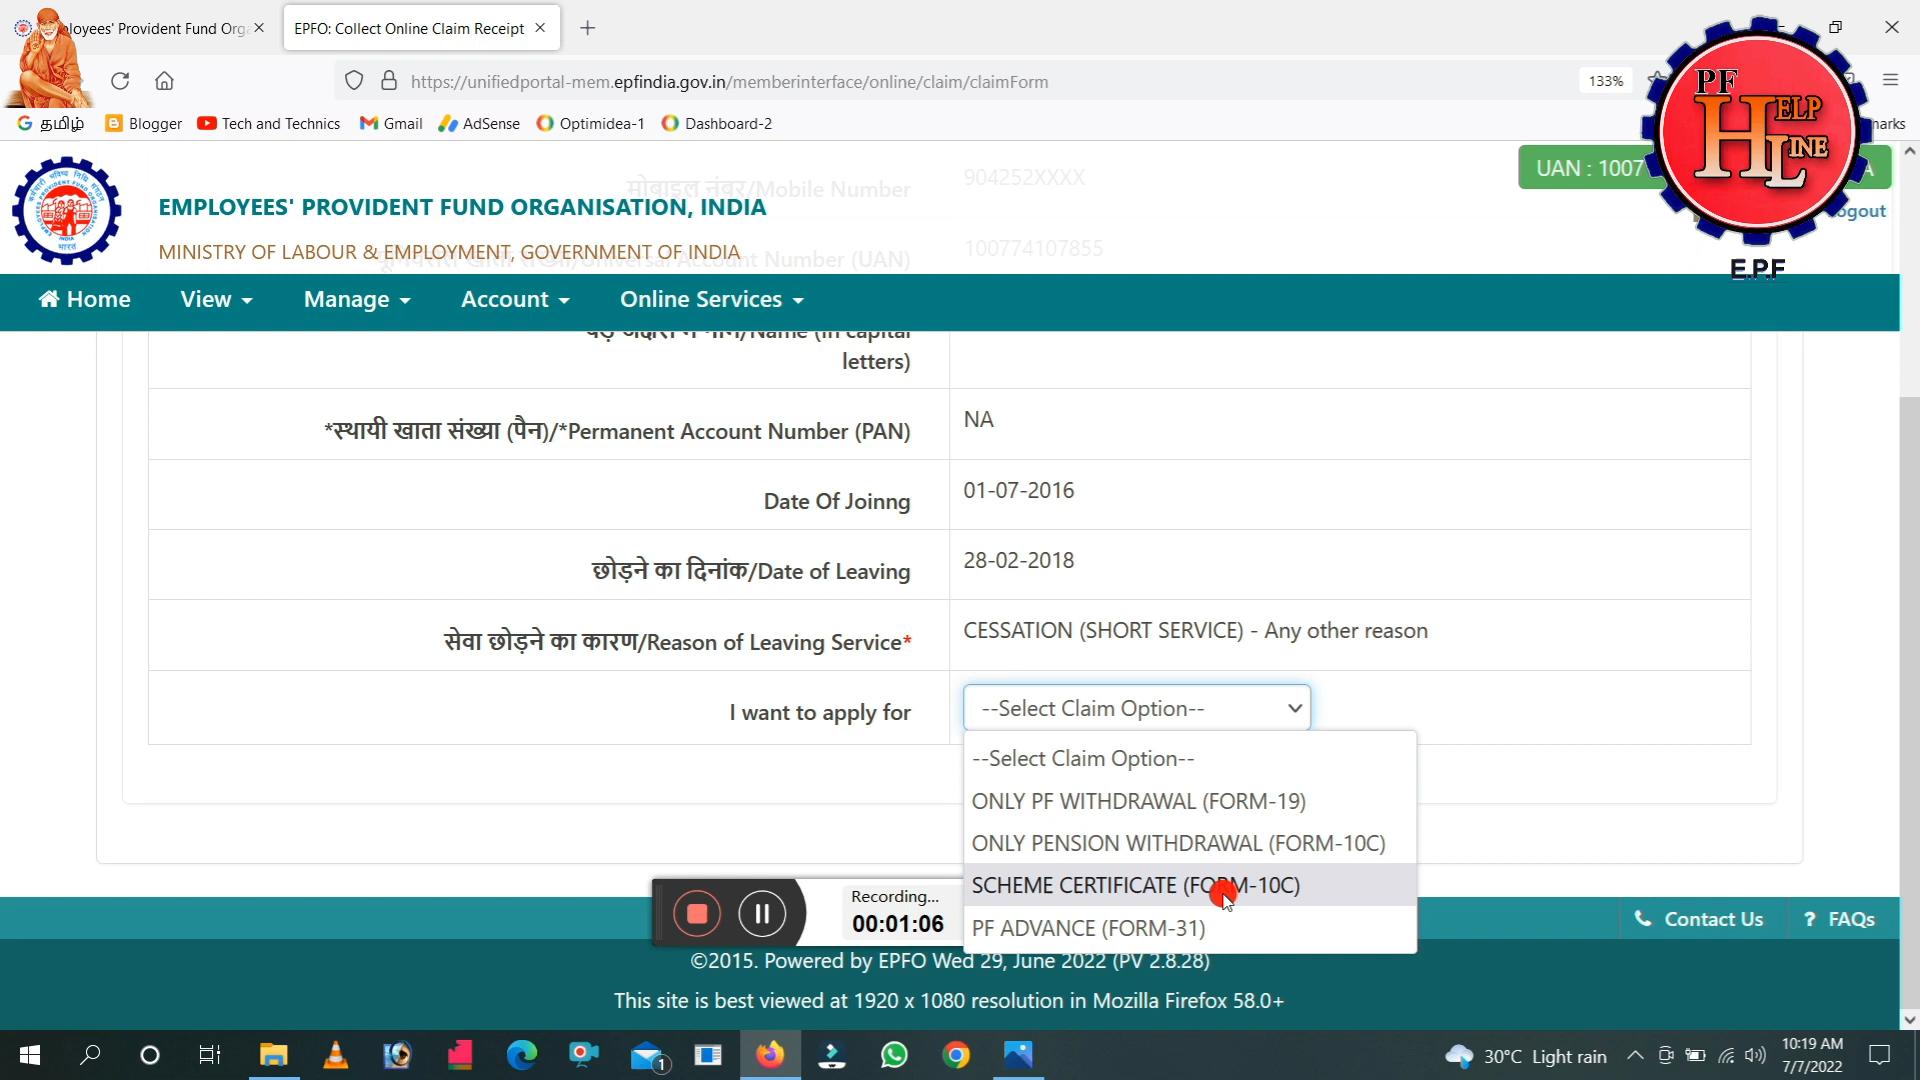 loyees' Provident Fund Orga
EPFO: Collect Online Claim Receipt
https://unifiedportal-mem.epfindia.gov.in/memberinterface/online/claim/claimForm
133%
தமிழ் Blogger Tech and Technics Gmail AdSense Optimidea-1 Dashboard-2
PF
HELP
LINE
E.P.F
UAN : 1007
मोबाइल नंबर/Mobile Number
904252XXXX
EMPLOYEES' PROVIDENT FUND ORGANISATION, INDIA
MINISTRY OF LABOUR & EMPLOYMENT, GOVERNMENT OF INDIA
Account Number (UAN)
100774107855
Home View Manage Account Online Services
letters)
*स्थायी खाता संख्या (पैन)/*Permanent Account Number (PAN)
NA
Date Of Joinng
01-07-2016
छोड़ने का दिनांक/Date of Leaving
28-02-2018
सेवा छोड़ने का कारण/Reason of Leaving Service*
CESSATION (SHORT SERVICE) - Any other reason
I want to apply for
--Select Claim Option--
--Select Claim Option--
ONLY PF WITHDRAWAL (FORM-19)
ONLY PENSION WITHDRAWAL (FORM-10C)
SCHEME CERTIFICATE (FORM-10C)
PF ADVANCE (FORM-31)
Recording...
00:01:06
Contact Us
? FAQs
©2015. Powered by EPFO Wed 29, June 2022 (PV 2.8.28)
This site is best viewed at 1920 x 1080 resolution in Mozilla Firefox 58.0+
1
30°C Light rain
10:19 AM
7/7/2022